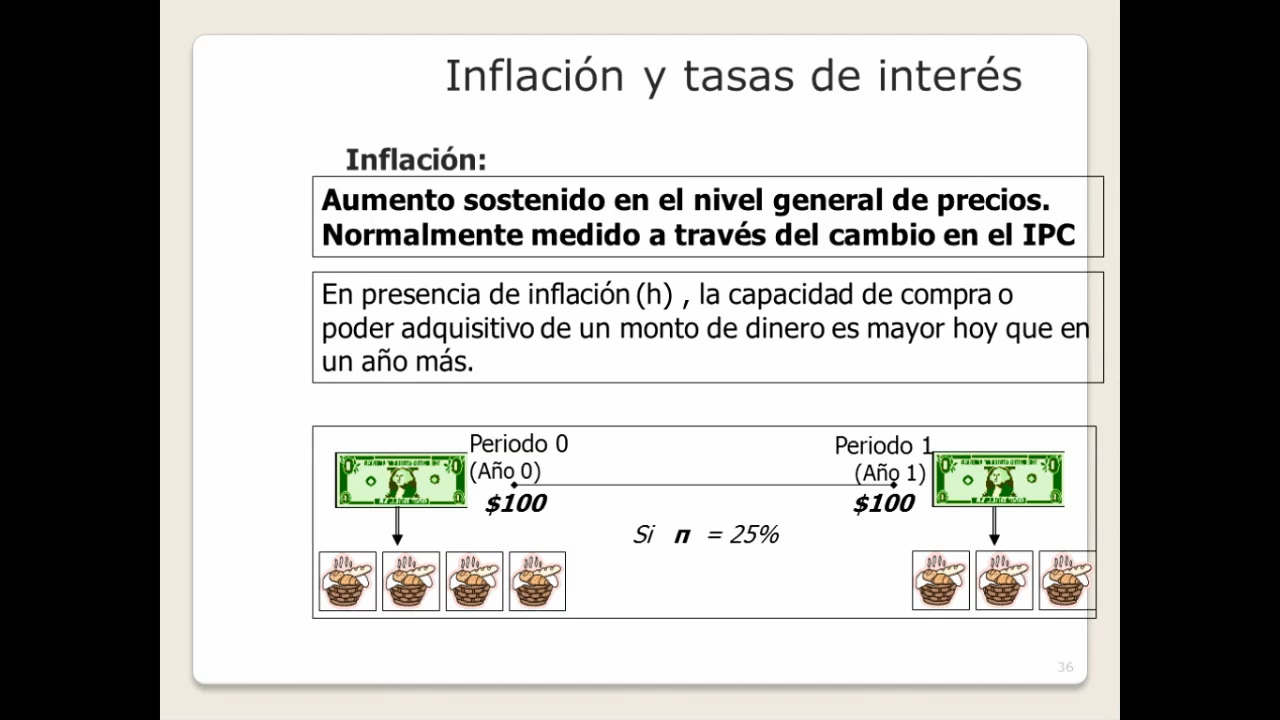 Inflación y tasas de interés
Inflación:
Aumento sostenido en el nivel general de precios.
Normalmente medido a través del cambio en el IPC
En presencia de inflación (h) , la capacidad de compra o
poder adquisitivo de un monto de dinero es mayor hoy que en
un año más.
Periodo 0
(Año 0)
$100
Periodo 1
(Año 1)
$100
Si π = 25%
36